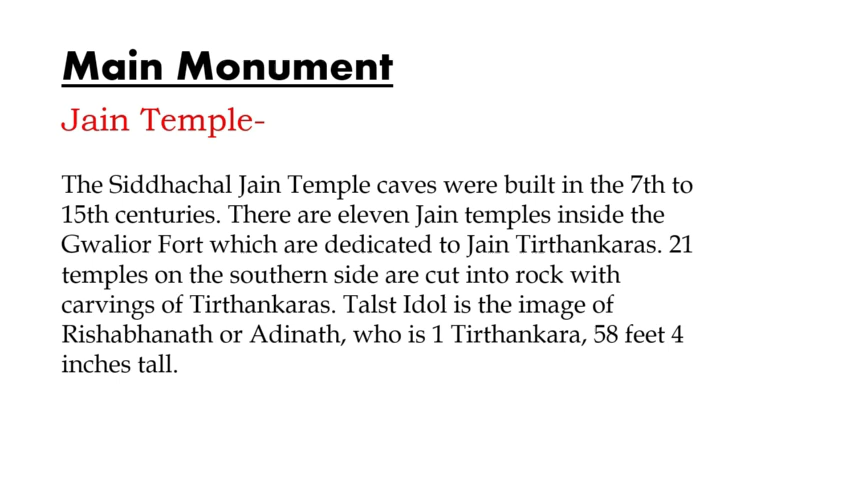 Main Monument
Jain Temple-
The Siddhachal Jain Temple caves were built in the 7th to
15th centuries. There are eleven Jain temples inside the
Gwalior Fort which are dedicated to Jain Tirthankaras. 21
temples on the southern side are cut into rock with
carvings of Tirthankaras. Talst Idol is the image of
Rishabhanath or Adinath, who is 1 Tirthankara, 58 feet 4
inches tall.